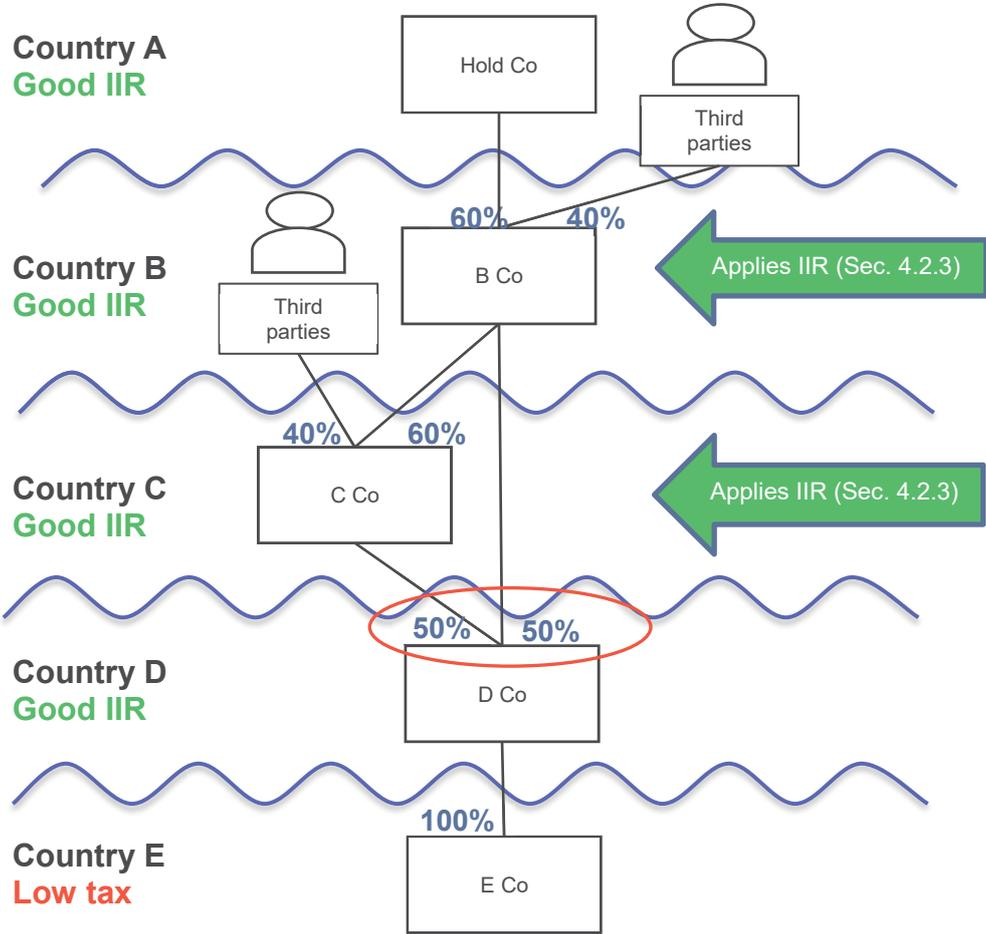 Country A
Good IIR
Hold Co
Third
parties
60%
40%
Country B
Good IIR
Third
parties
B Co
Applies IIR (Sec. 4.2.3)
40%
60%
Country C
Good IIR
C Co
Applies IIR (Sec. 4.2.3)
50%
50%
Country D
Good IIR
D Co
100%
Country E
Low tax
E Co